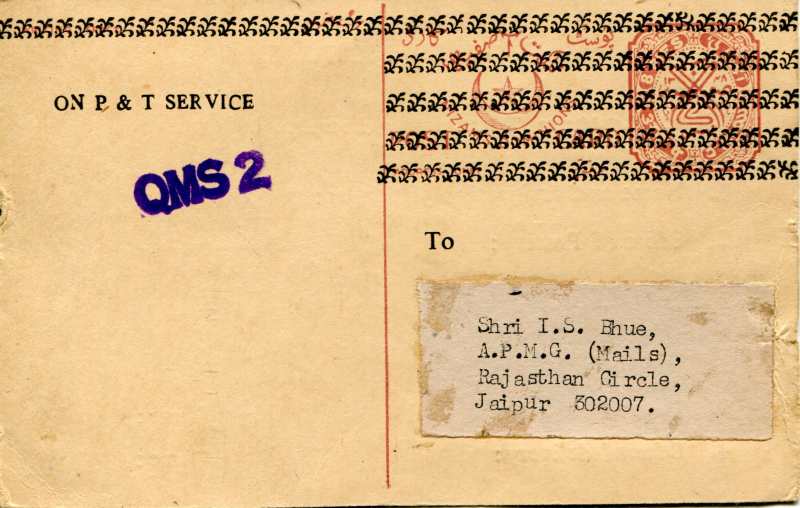 ON P & T SERVICE
QMS 2
To
Shri I.S. Bhue,
A.P.M.G. (Mails),
Rajasthan Circle,
Jaipur 302007.